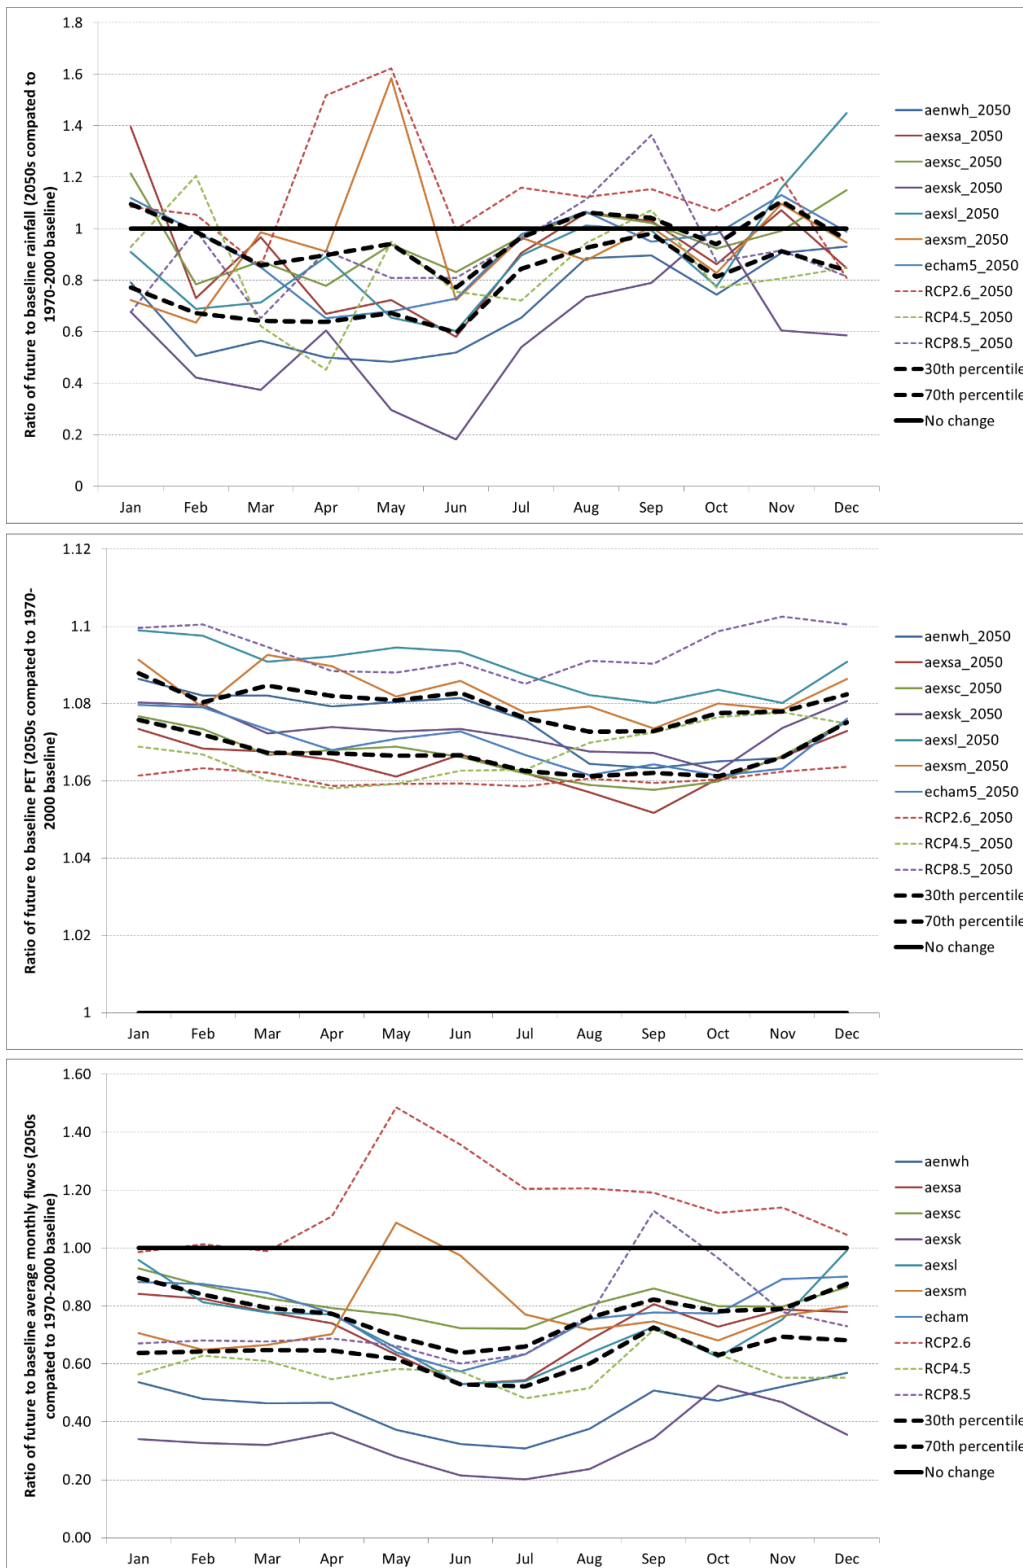 Ratio of future to baseline rainfall (2050s compated to
1970-2000 baseline)
1.8
1.6
1.4
1.2
1
0.8
0.6
0.4
0.2
0
Jan Feb Mar Apr May Jun Jul Aug Sep Oct Nov Dec
aenwh_2050
aexsa_2050
aexsc_2050
aexsk_2050
aexsl_2050
aexsm_2050
echam5_2050
RCP2.6_2050
RCP4.5_2050
RCP8.5_2050
30th percentile
70th percentile
No change
Ratio of future to baseline PET (2050s compated to 1970-
2000 baseline)
1.12
1.1
1.08
1.06
1.04
1.02
1
Jan Feb Mar Apr May Jun Jul Aug Sep Oct Nov Dec
aenwh_2050
aexsa_2050
aexsc_2050
aexsk_2050
aexsl_2050
aexsm_2050
echam5_2050
RCP2.6_2050
RCP4.5_2050
RCP8.5_2050
30th percentile
70th percentile
No change
Ratio of future to baseline average monthly flwos (2050s
compated to 1970-2000 baseline)
1.60
1.40
1.20
1.00
0.80
0.60
0.40
0.20
0.00
Jan Feb Mar Apr May Jun Jul Aug Sep Oct Nov Dec
aenwh
aexsa
aexsc
aexsk
aexsl
aexsm
echam
RCP2.6
RCP4.5
RCP8.5
30th percentile
70th percentile
No change